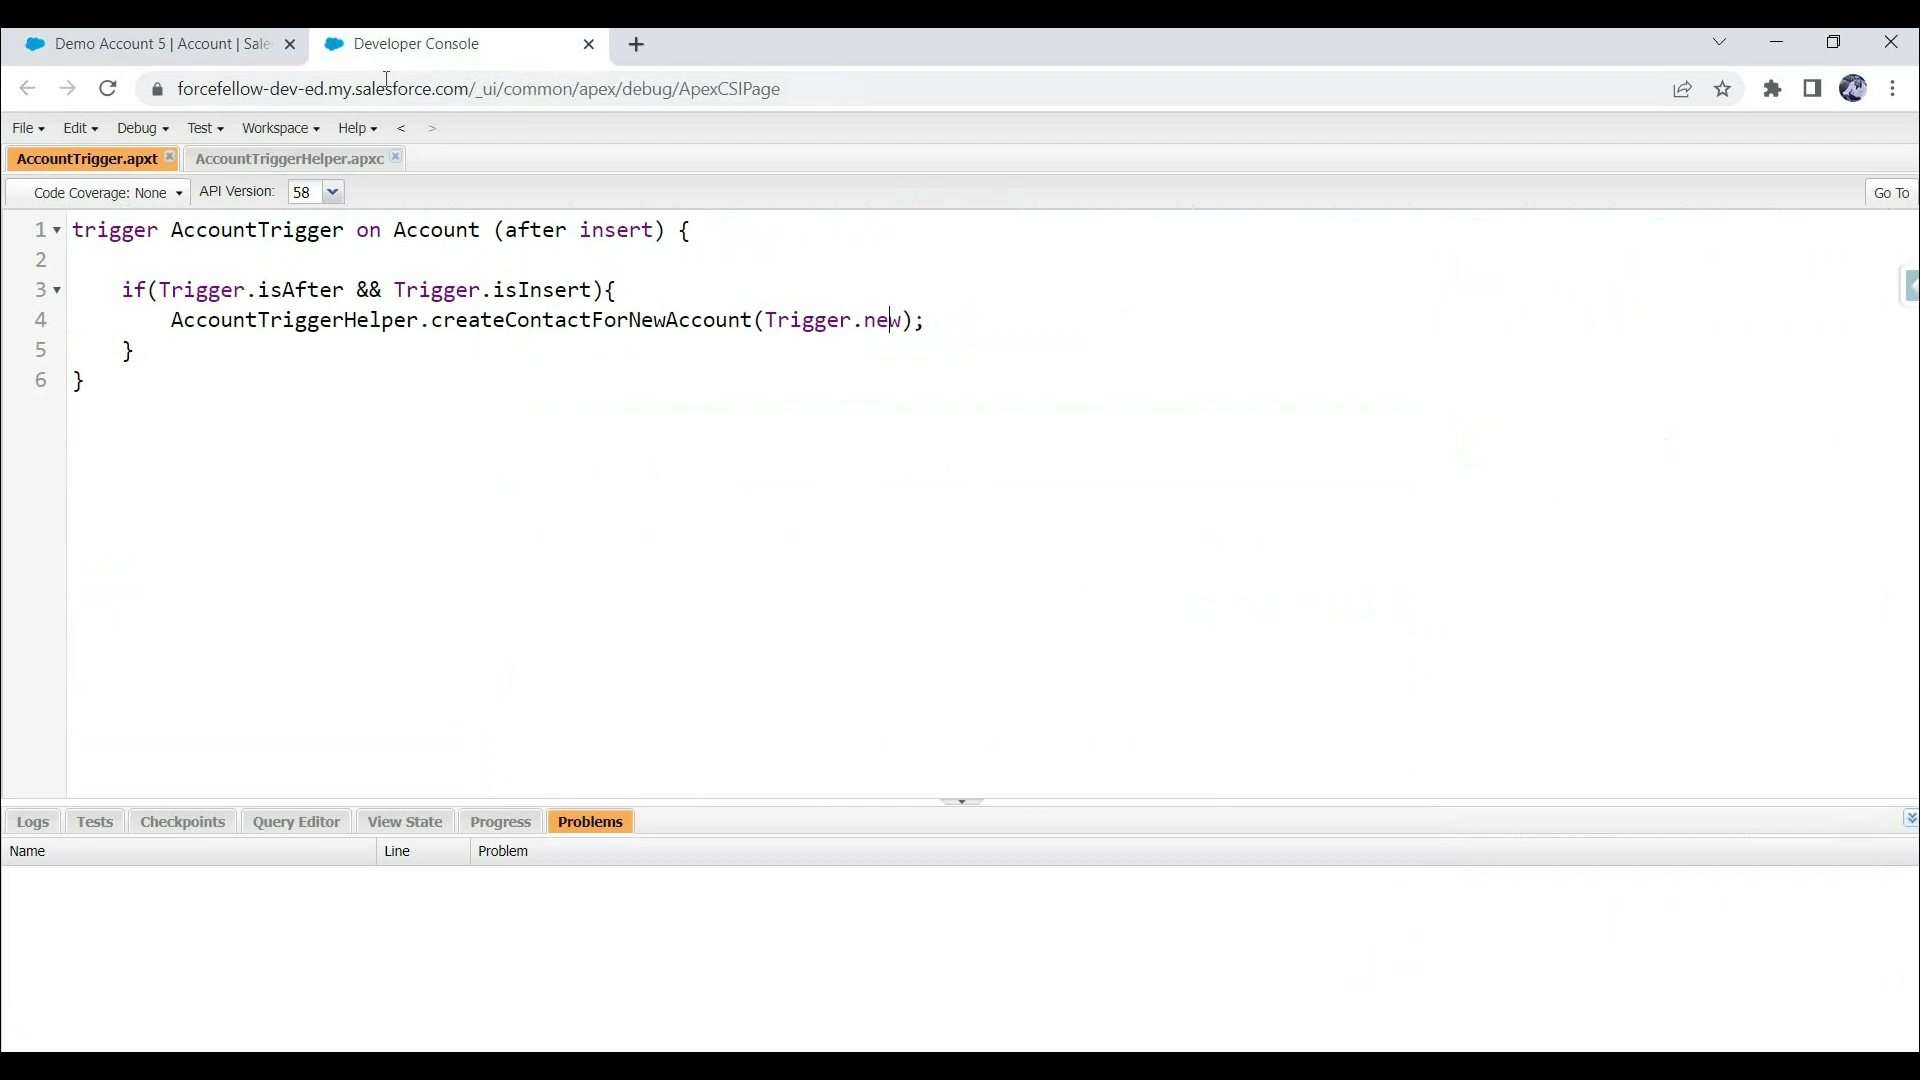 Demo Account 5 | Account | Sale
Developer Console
forcefellow-dev-ed.my.salesforce.com/_ui/common/apex/debug/ApexCSIPage
File Edit Debug Test Workspace Help < >
AccountTrigger.apxt AccountTriggerHelper.apxc
Code Coverage: None API Version: 58 Go To
1 trigger AccountTrigger on Account (after insert) {
2
3 if(Trigger.isAfter && Trigger.isInsert){
4 AccountTriggerHelper.createContactForNewAccount(Trigger.new);
5 }
6 }
Logs Tests Checkpoints Query Editor View State Progress Problems
Name Line Problem